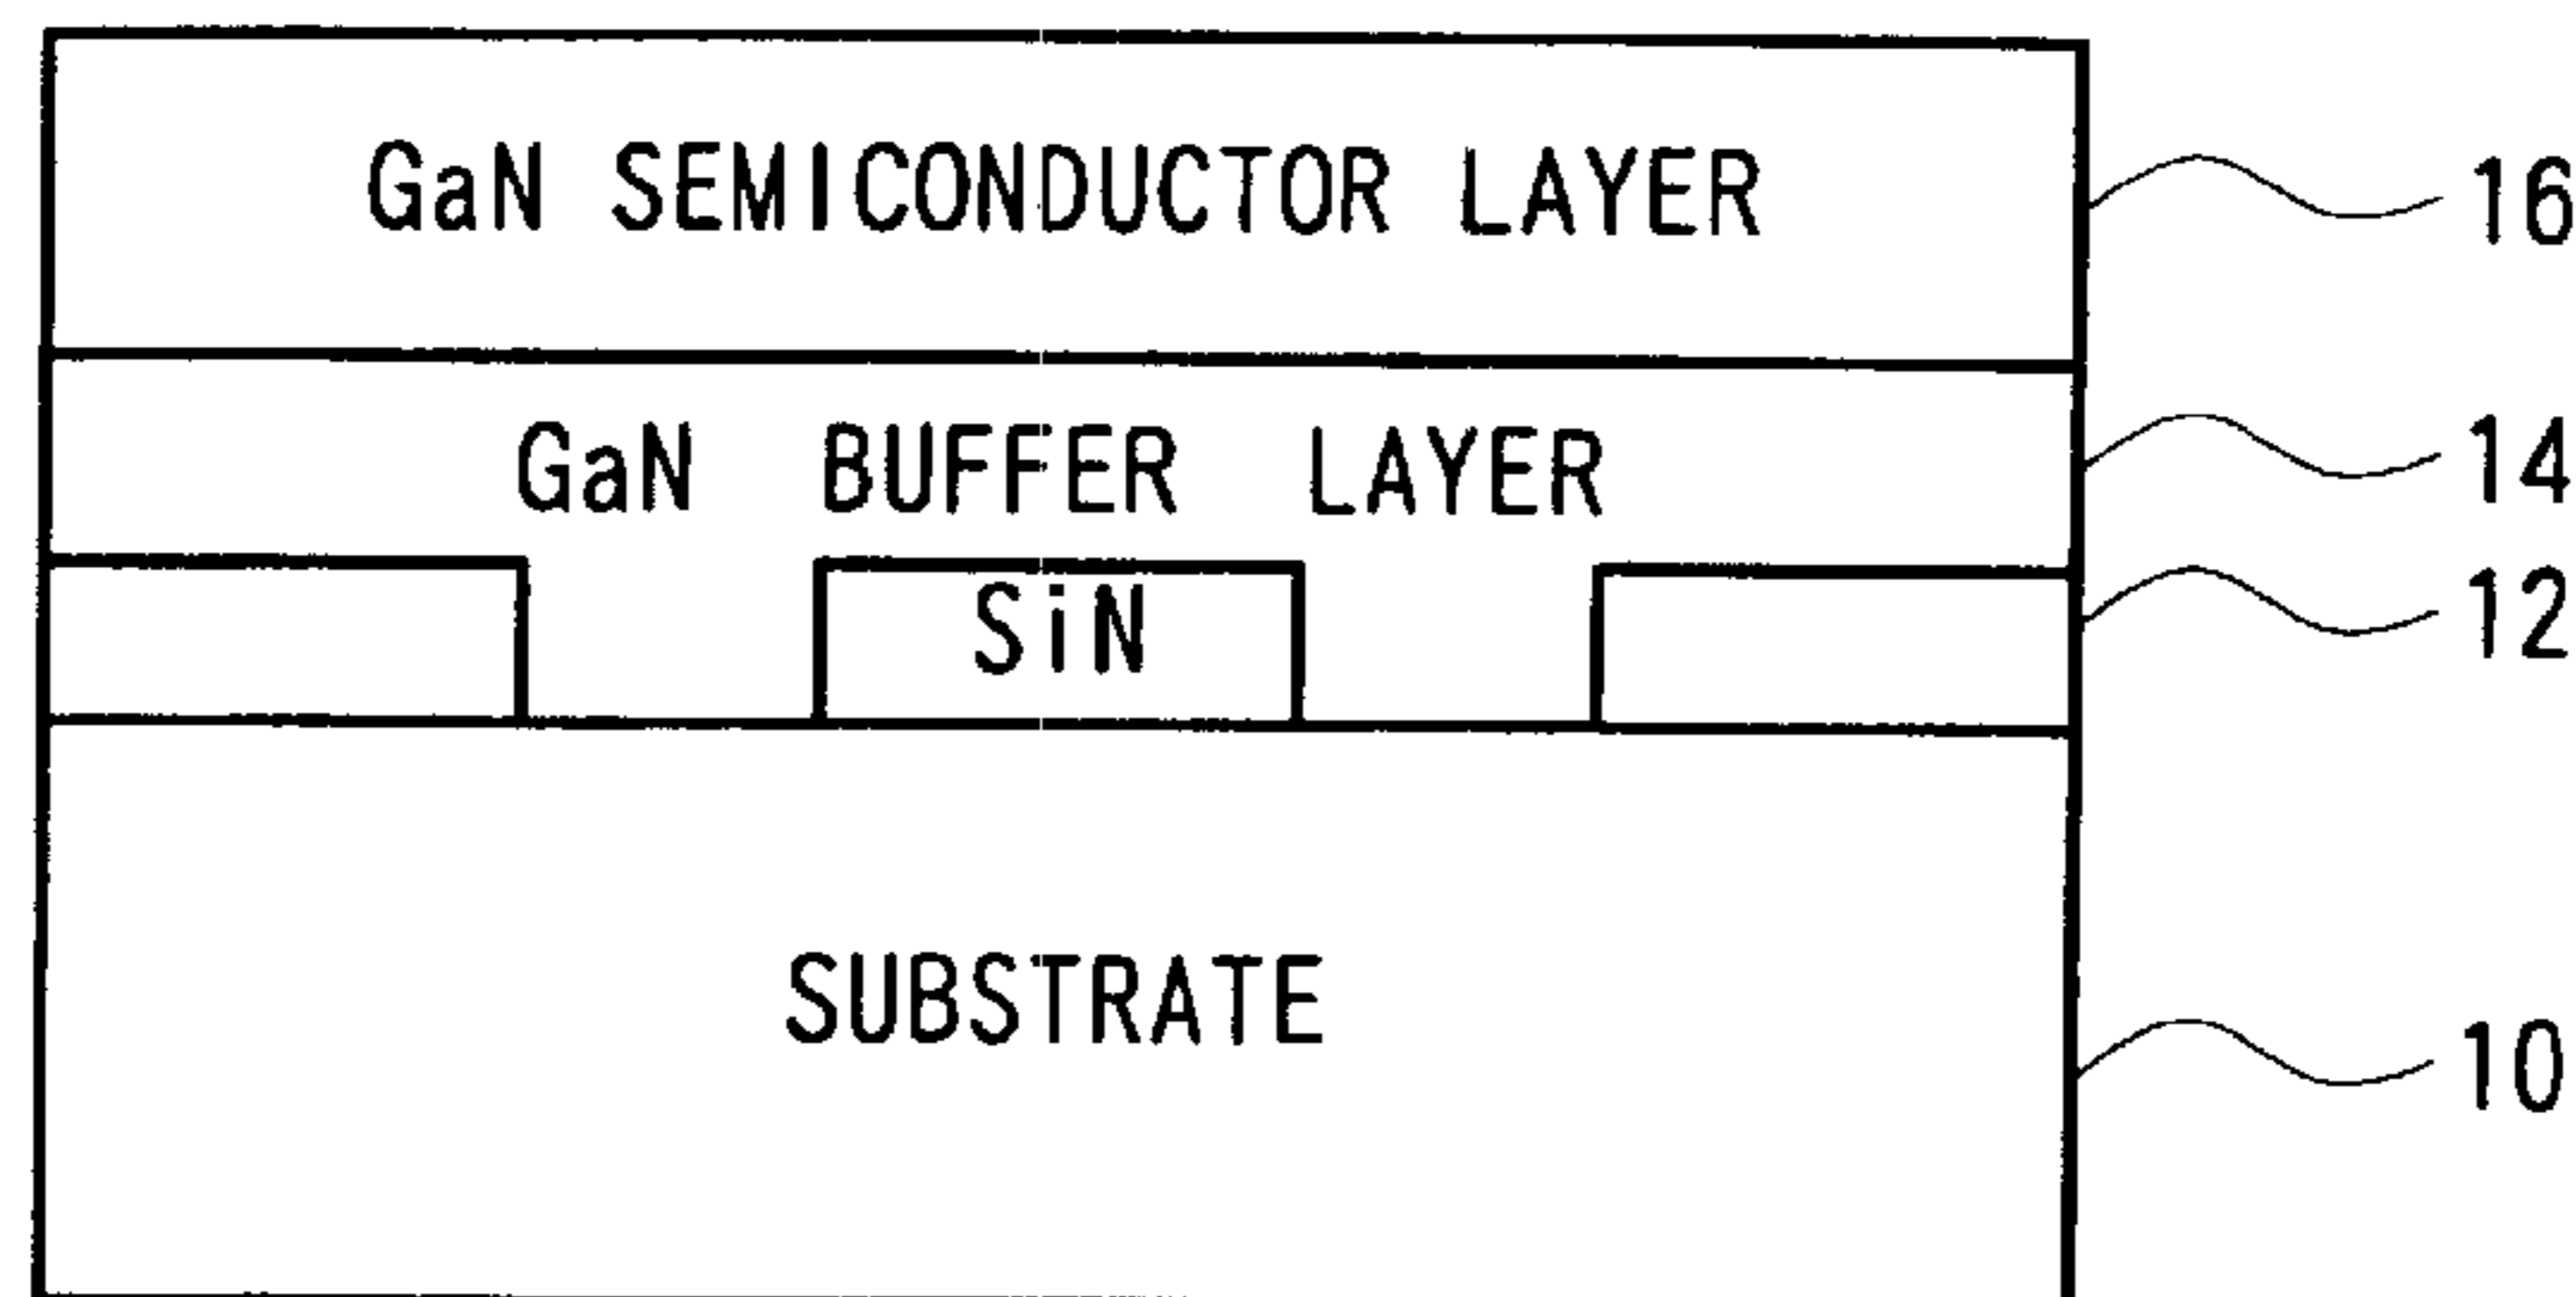 GaN SEMICONDUCTOR LAYER 16
GaN BUFFER LAYER 14
SiN 12
SUBSTRATE 10